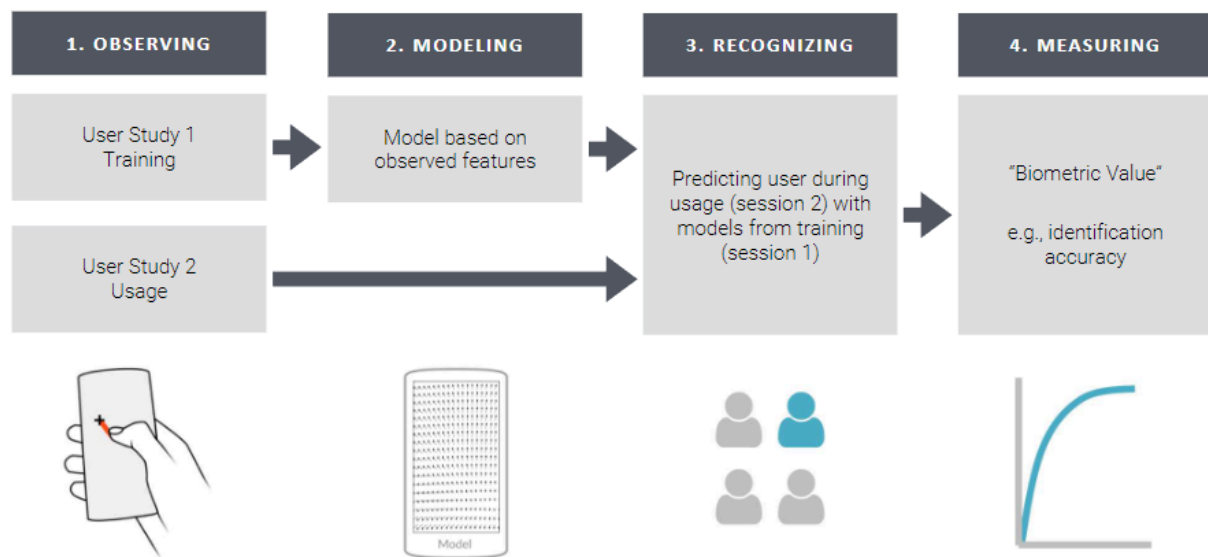 1. OBSERVING
2. MODELING
3. RECOGNIZING
4. MEASURING
User Study 1
Training
Model based on
observed features
Predicting user during
usage (session 2) with
models from training
(session 1)
"Biometric Value"
e.g., identification
accuracy
User Study 2
Usage
Model